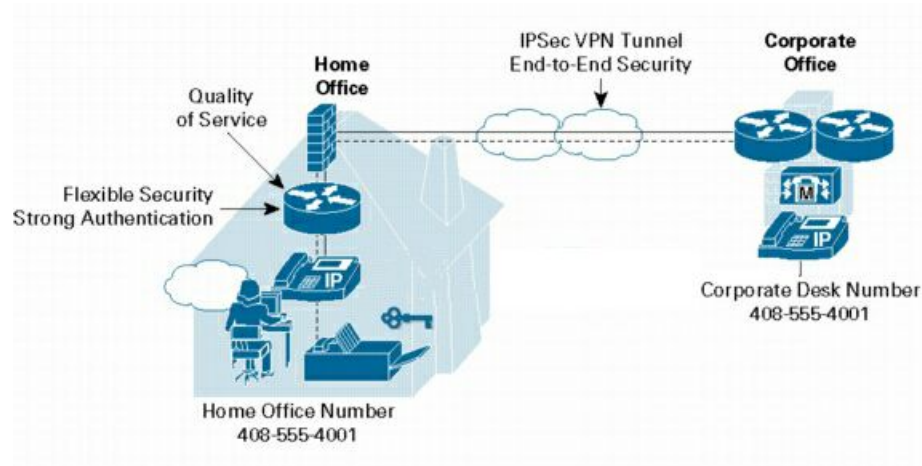 IPSec VPN Tunnel
End-to-End Security
Corporate
Office
Home
Office
Quality
of Service
Flexible Security
Strong Authentication
M
IP
IP
Corporate Desk Number
408-555-4001
Home Office Number
408-555-4001